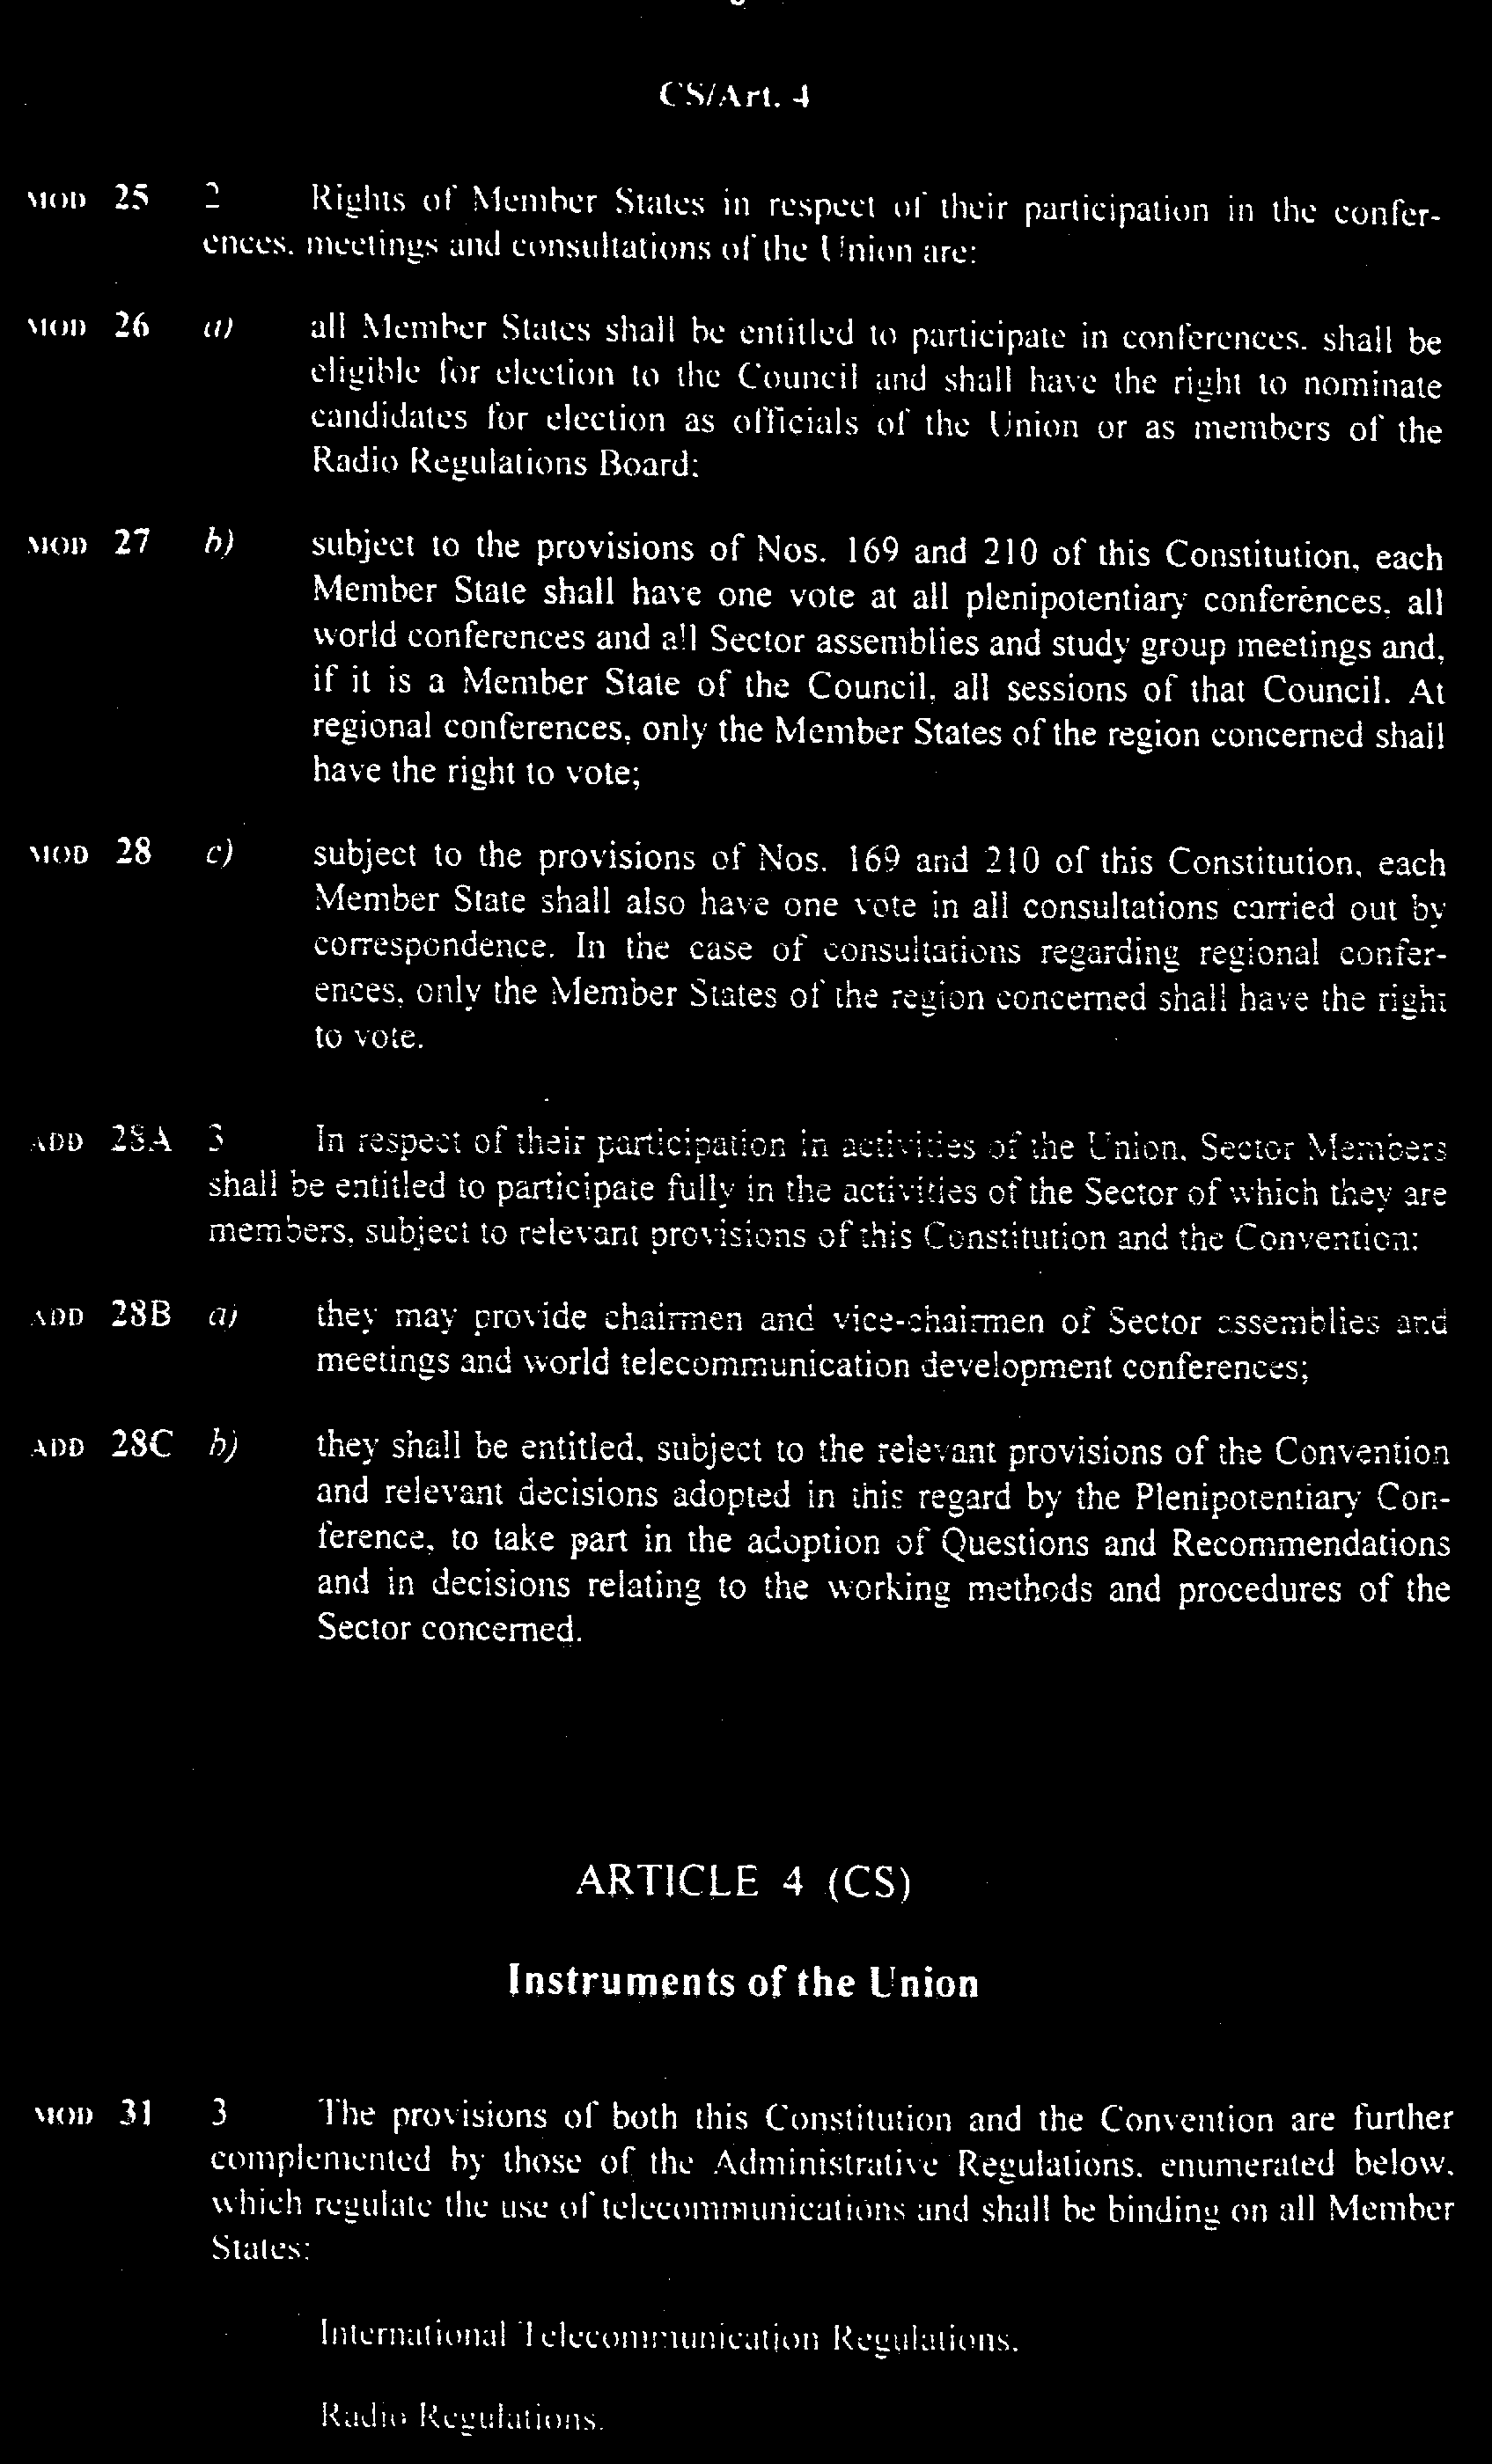 CS/Art. 4
MOD 25 2 Rights of Member States in respect of their participation in the confer-
ences, meetings and consultations of the Union are:
MOD 26 a) all Member States shall be entitled to participate in conferences, shall be
eligible for election to the Council and shall have the right to nominate
candidates for election as officials of the Union or as members of the
Radio Regulations Board;
MOD 27 b) subject to the provisions of Nos. 169 and 210 of this Constitution, each
Member State shall have one vote at all plenipotentiary conferences, all
world conferences and all Sector assemblies and study group meetings and,
if it is a Member State of the Council, all sessions of that Council. At
regional conferences, only the Member States of the region concerned shall
have the right to vote;
MOD 28 c) subject to the provisions of Nos. 169 and 210 of this Constitution, each
Member State shall also have one vote in all consultations carried out by
correspondence. In the case of consultations regarding regional confer-
ences, only the Member States of the region concerned shall have the right
to vote.
ADD 28A 3 In respect of their participation in activities of the Union, Sector Members
shall be entitled to participate fully in the activities of the Sector of which they are
members, subject to relevant provisions of this Constitution and the Convention:
ADD 28B a) they may provide chairmen and vice-chairmen of Sector assemblies and
meetings and world telecommunication development conferences;
ADD 28C b) they shall be entitled, subject to the relevant provisions of the Convention
and relevant decisions adopted in this regard by the Plenipotentiary Con-
ference, to take part in the adoption of Questions and Recommendations
and in decisions relating to the working methods and procedures of the
Sector concerned.
ARTICLE 4 (CS)
Instruments of the Union
MOD 31 3 The provisions of both this Constitution and the Convention are further
complemented by those of the Administrative Regulations, enumerated below,
which regulate the use of telecommunications and shall be binding on all Member
States:
International Telecommunication Regulations.
Radio Regulations.